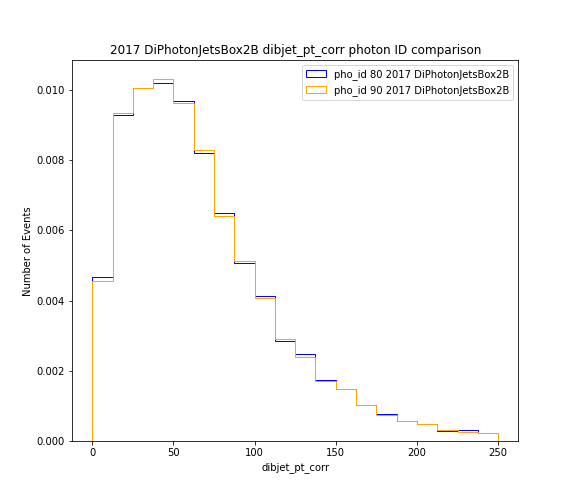 2017 DiPhotonJetsBox2B dibjet_pt_corr photon ID comparison
pho_id 80 2017 DiPhotonJetsBox2B
pho_id 90 2017 DiPhotonJetsBox2B
Number of Events
0.010
0.008
0.006
0.004
0.002
0.000
0
50
100
150
200
250
dibjet_pt_corr